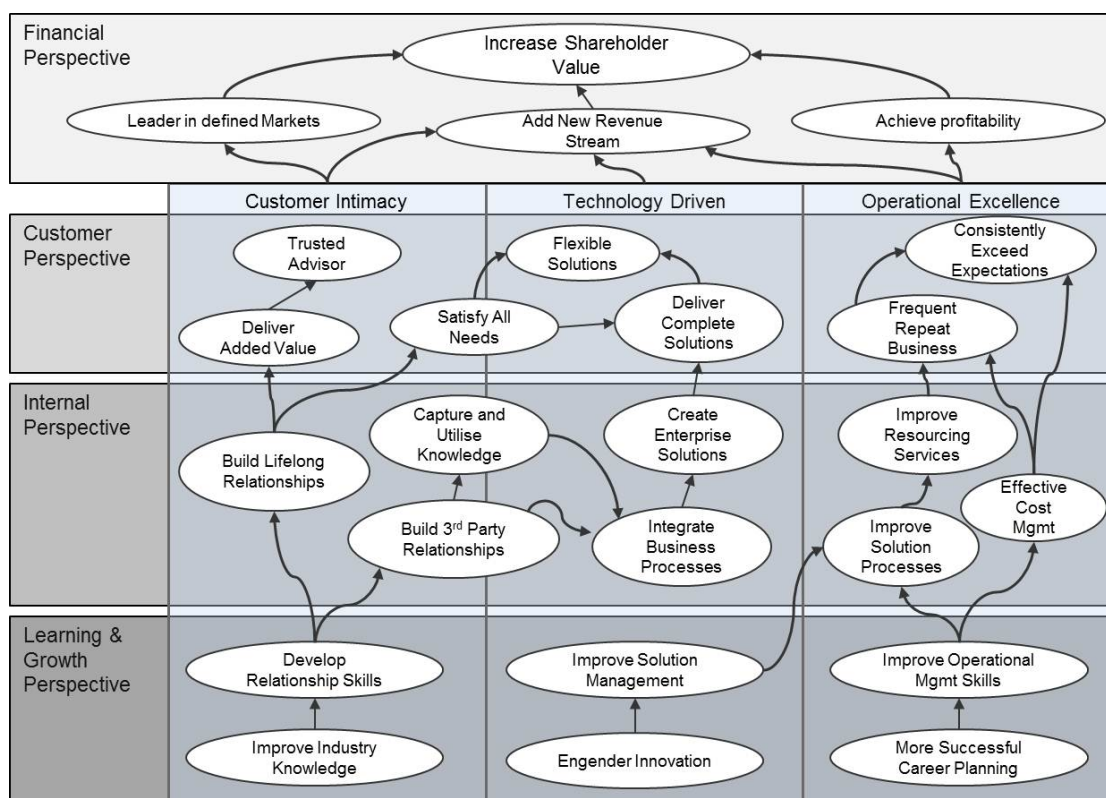 Financial
Perspective
Increase Shareholder
Value
Leader in defined Markets
Add New Revenue
Stream
Achieve profitability
Customer Intimacy
Technology Driven
Operational Excellence
Customer
Perspective
Trusted
Advisor
Flexible
Solutions
Consistently
Exceed
Expectations
Deliver
Added Value
Satisfy All
Needs
Deliver
Complete
Solutions
Frequent
Repeat
Business
Internal
Perspective
Capture and
Utilise
Knowledge
Create
Enterprise
Solutions
Improve
Resourcing
Services
Build Lifelong
Relationships
Effective
Cost
Mgmt
Build 3rd Party
Relationships
Integrate
Business
Processes
Improve
Solution
Processes
Learning &
Growth
Perspective
Develop
Relationship Skills
Improve Solution
Management
Improve Operational
Mgmt Skills
Improve Industry
Knowledge
Engender Innovation
More Successful
Career Planning